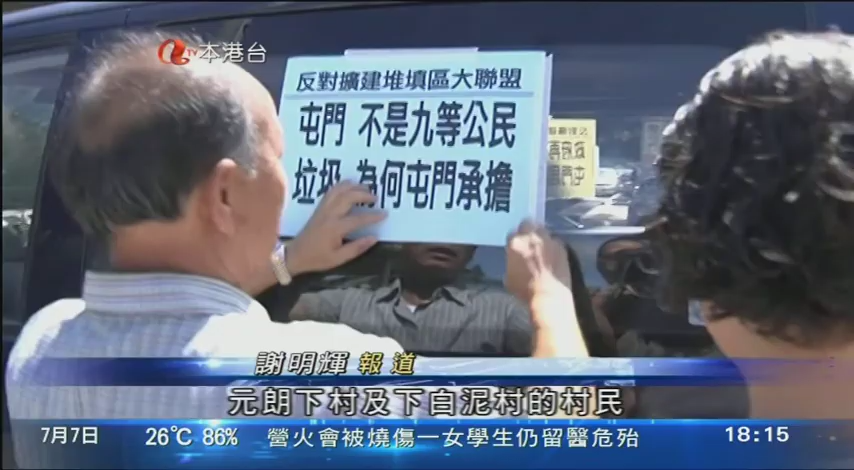 aTV本港台
反對擴建堆填區大聯盟
屯門 不是九等公民
垃圾 為何屯門承擔
謝明輝 報道
元朗下村及下白泥村的村民
7月7日 26℃ 86% 營火會被燒傷一女學生仍留醫危殆 18:15